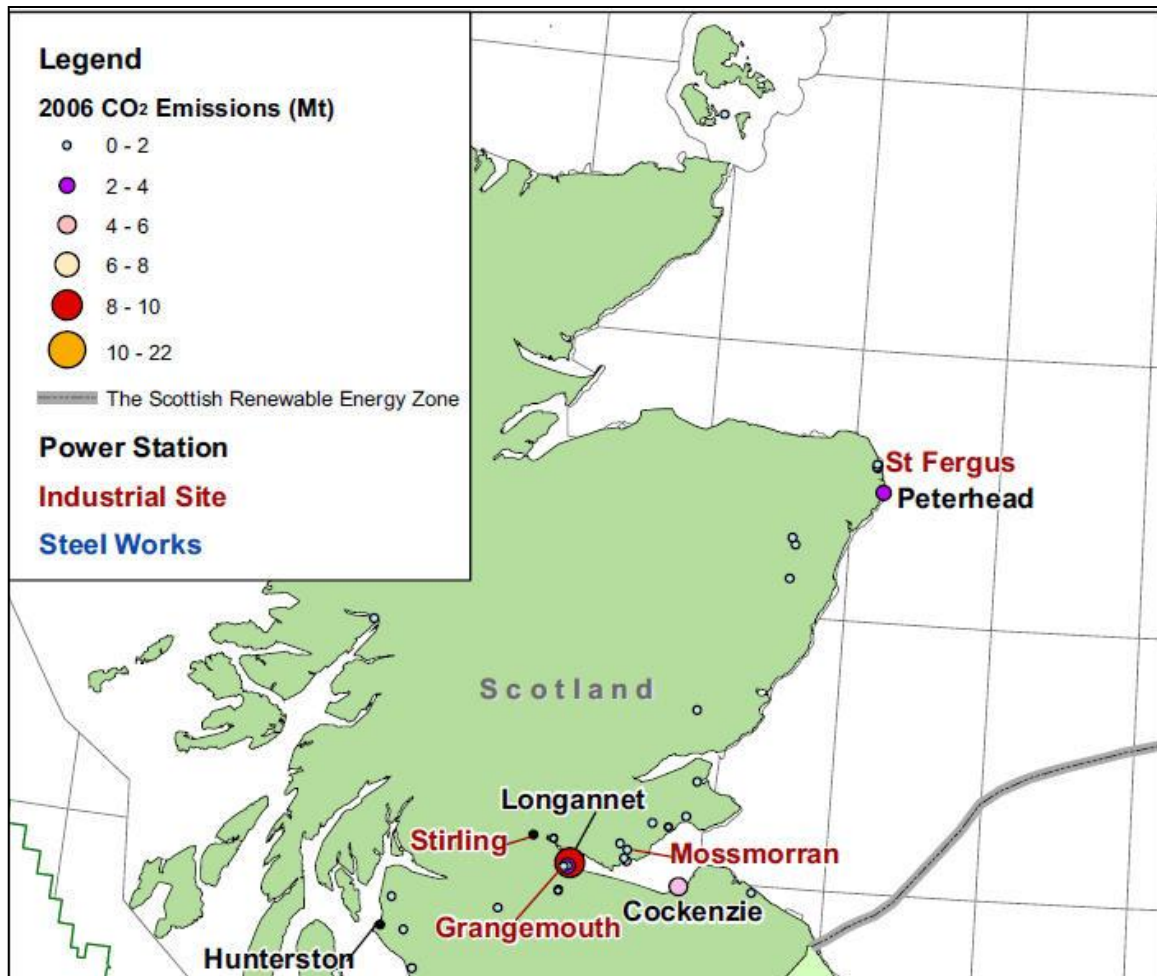 Legend
2006 CO2 Emissions (Mt)
0 - 2
2 - 4
4 - 6
6 - 8
8 - 10
10 - 22
The Scottish Renewable Energy Zone
Power Station
Industrial Site
Steel Works
St Fergus
Peterhead
Scotland
Longannet
Stirling
Mossmorran
Grangemouth
Cockenzie
Hunterston